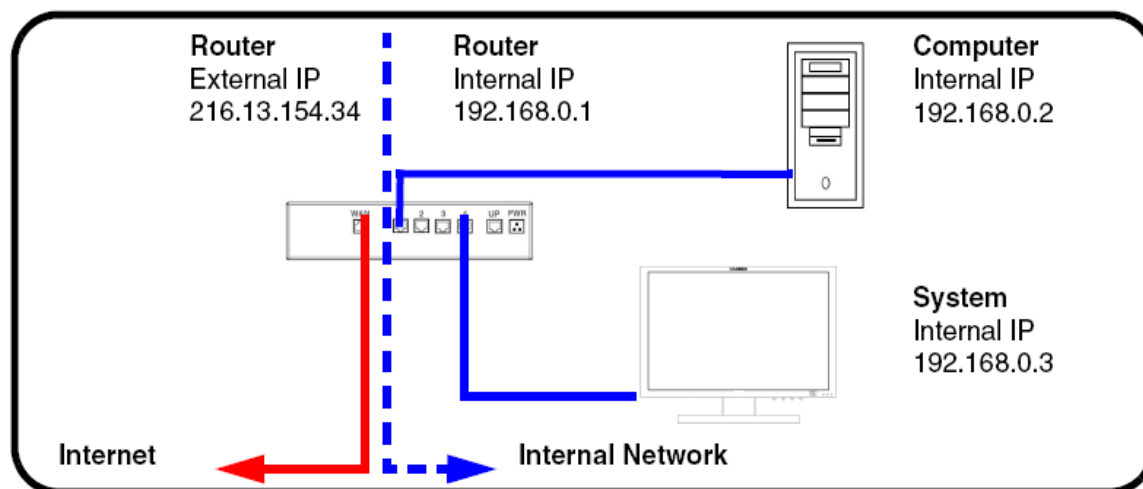 Router
External IP
216.13.154.34
Router
Internal IP
192.168.0.1
Computer
Internal IP
192.168.0.2
WAN 2 3 4 UP PWR
System
Internal IP
192.168.0.3
Internet
Internal Network